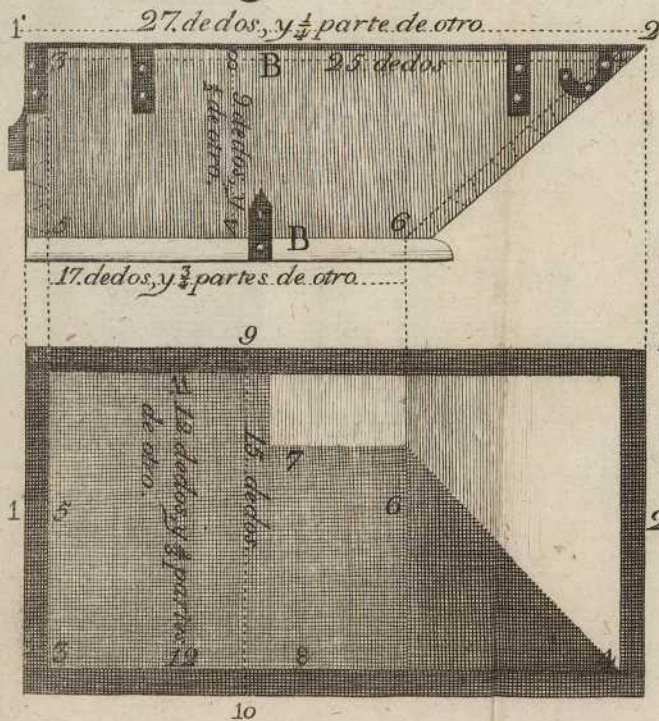 1 27. dedos, y 1/4 parte de otro 2
3 8 B 25. dedos 4
9 dedos, y
1/4 de otro.
5 4 B 6
17. dedos, y 3/4 partes de otro
9
7
15. dedos.
12 dedos, y 3/4 partes
de otro.
1 5 6 2
3 12 8 4
10